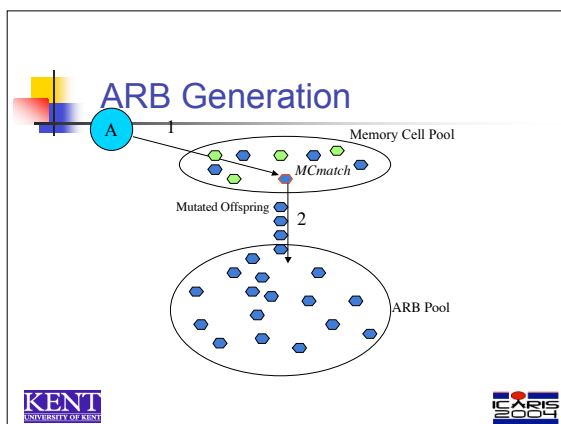 ARB Generation
A
1
Memory Cell Pool
MCmatch
Mutated Offspring
2
ARB Pool
KENT
UNIVERSITY OF KENT
ICARIS
2004